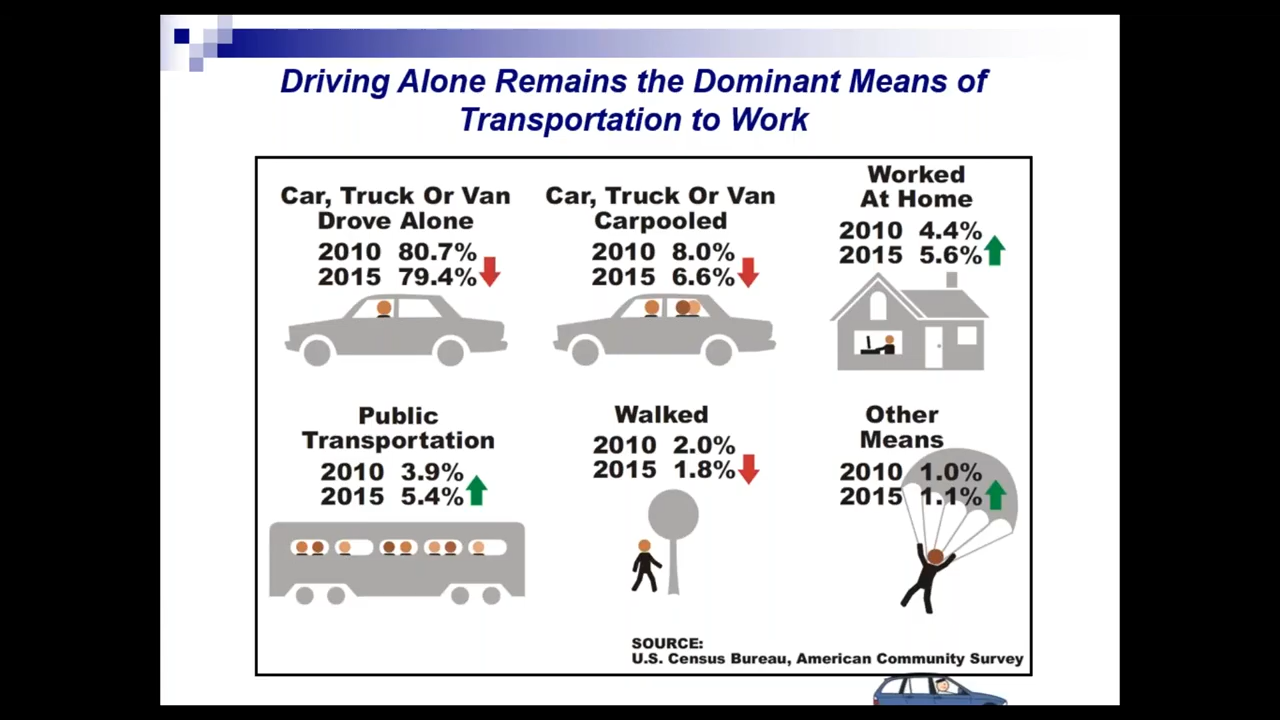 Driving Alone Remains the Dominant Means of
Transportation to Work
Car, Truck Or Van
Drove Alone
2010 80.7%
2015 79.4%
Car, Truck Or Van
Carpooled
2010 8.0%
2015 6.6%
Worked
At Home
2010 4.4%
2015 5.6%
Public
Transportation
2010 3.9%
2015 5.4%
Walked
2010 2.0%
2015 1.8%
Other
Means
2010 1.0%
2015 1.1%
SOURCE:
U.S. Census Bureau, American Community Survey